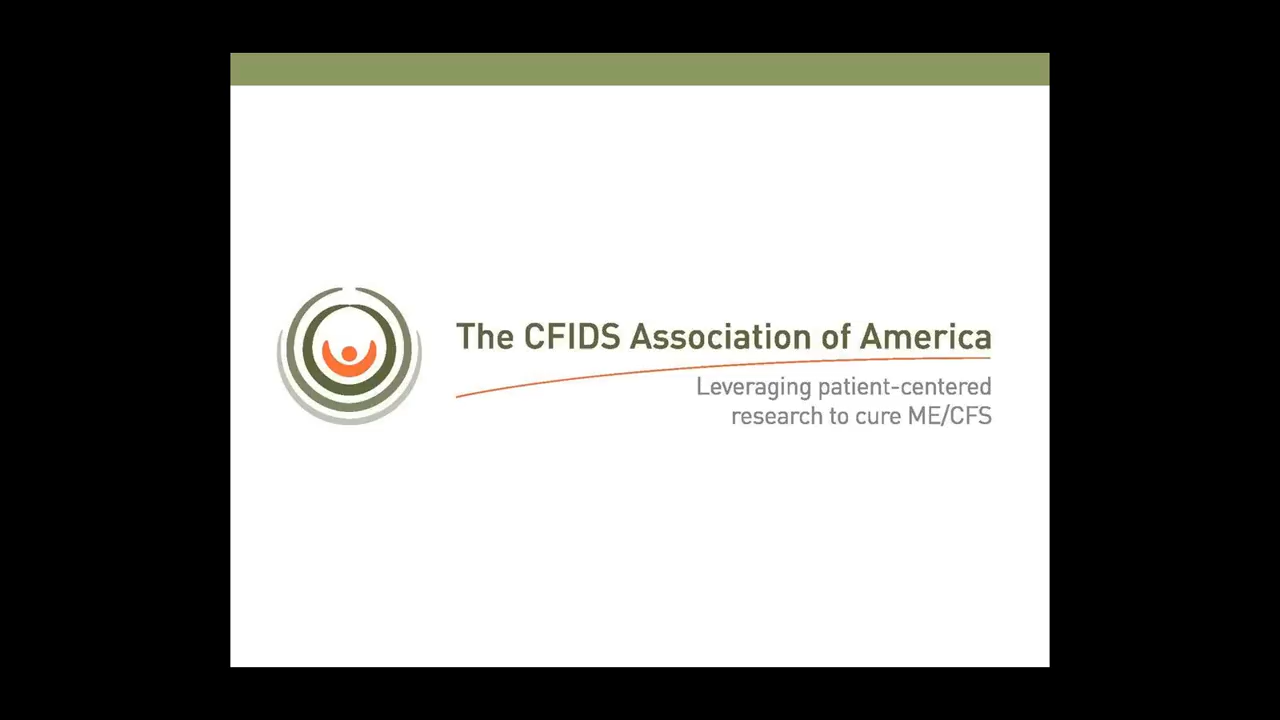 The CFIDS Association of America
Leveraging patient-centered
research to cure ME/CFS